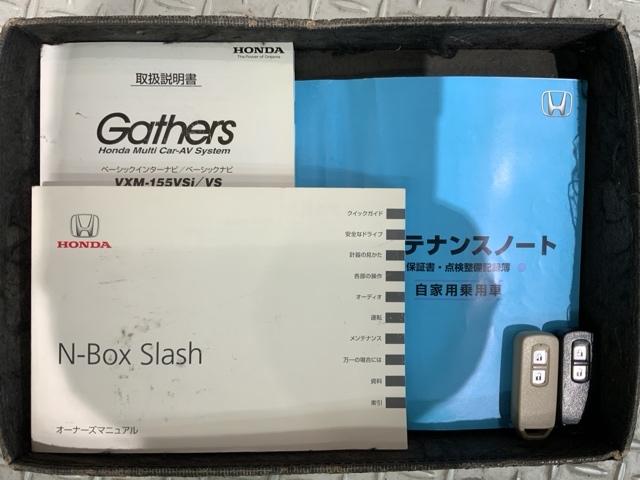 HONDA
The Power of Dreams
取扱説明書
Gathers
Honda Multi Car-AV System
ベーシックインターナビ/ベーシックナビ
VXM-155VSi/VS
HONDA
N-Box Slash
オーナーズマニュアル
クイックガイド
安全なドライブ
計器の見かた
各部の操作
オーディオ
運転
メンテナンス
万一の場合には
資料
索引
テナンスノート
保証書・点検整備記録簿
自家用乗用車